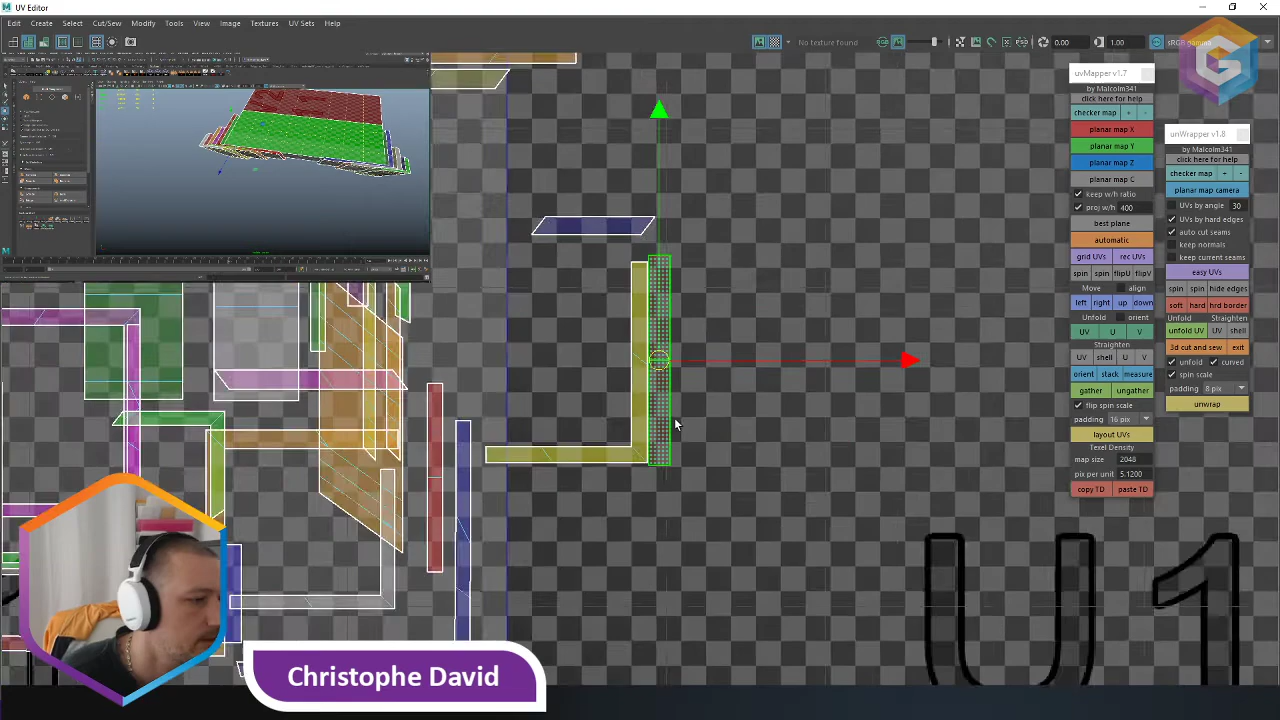 UV Editor
Edit Create Select Cut/Sew Modify Tools View Image Textures UV Sets Help
No texture found
0.00
1.00
sRGB gamma
uvMapper v1.7
by Malcolm341
click here for help
checker map + -
planar map X
planar map Y
planar map Z
planar map C
keep w/h ratio
proj w/h 400
best plane
automatic
grid UVs rec UVs
spin spin flipU flipV
Move align
left right up down
Unfold orient
UV U V
Straighten
UV shell U V
orient stack measure
gather ungather
flip spin scale
padding 16 pix
layout UVs
Texel Density
map size 2048
pix per unit 5.1200
copy TD paste TD
unWrapper v1.8
by Malcolm341
click here for help
checker map + -
planar map camera
UVs by angle 30
UVs by hard edges
auto cut seams
keep normals
keep current seams
easy UVs
spin spin hide edges
soft hard hrd border
Unfold Straighten
unfold UV UV shell
3d cut and sew exit
unfold curved
spin scale
padding 8 pix
unwrap
U1
Christophe David